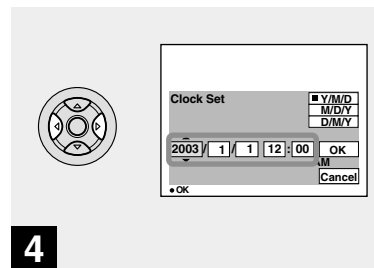 Clock Set
Y/M/D
M/D/Y
D/M/Y
2003 / 1 / 1 12 : 00 OK
AM
Cancel
• OK
4